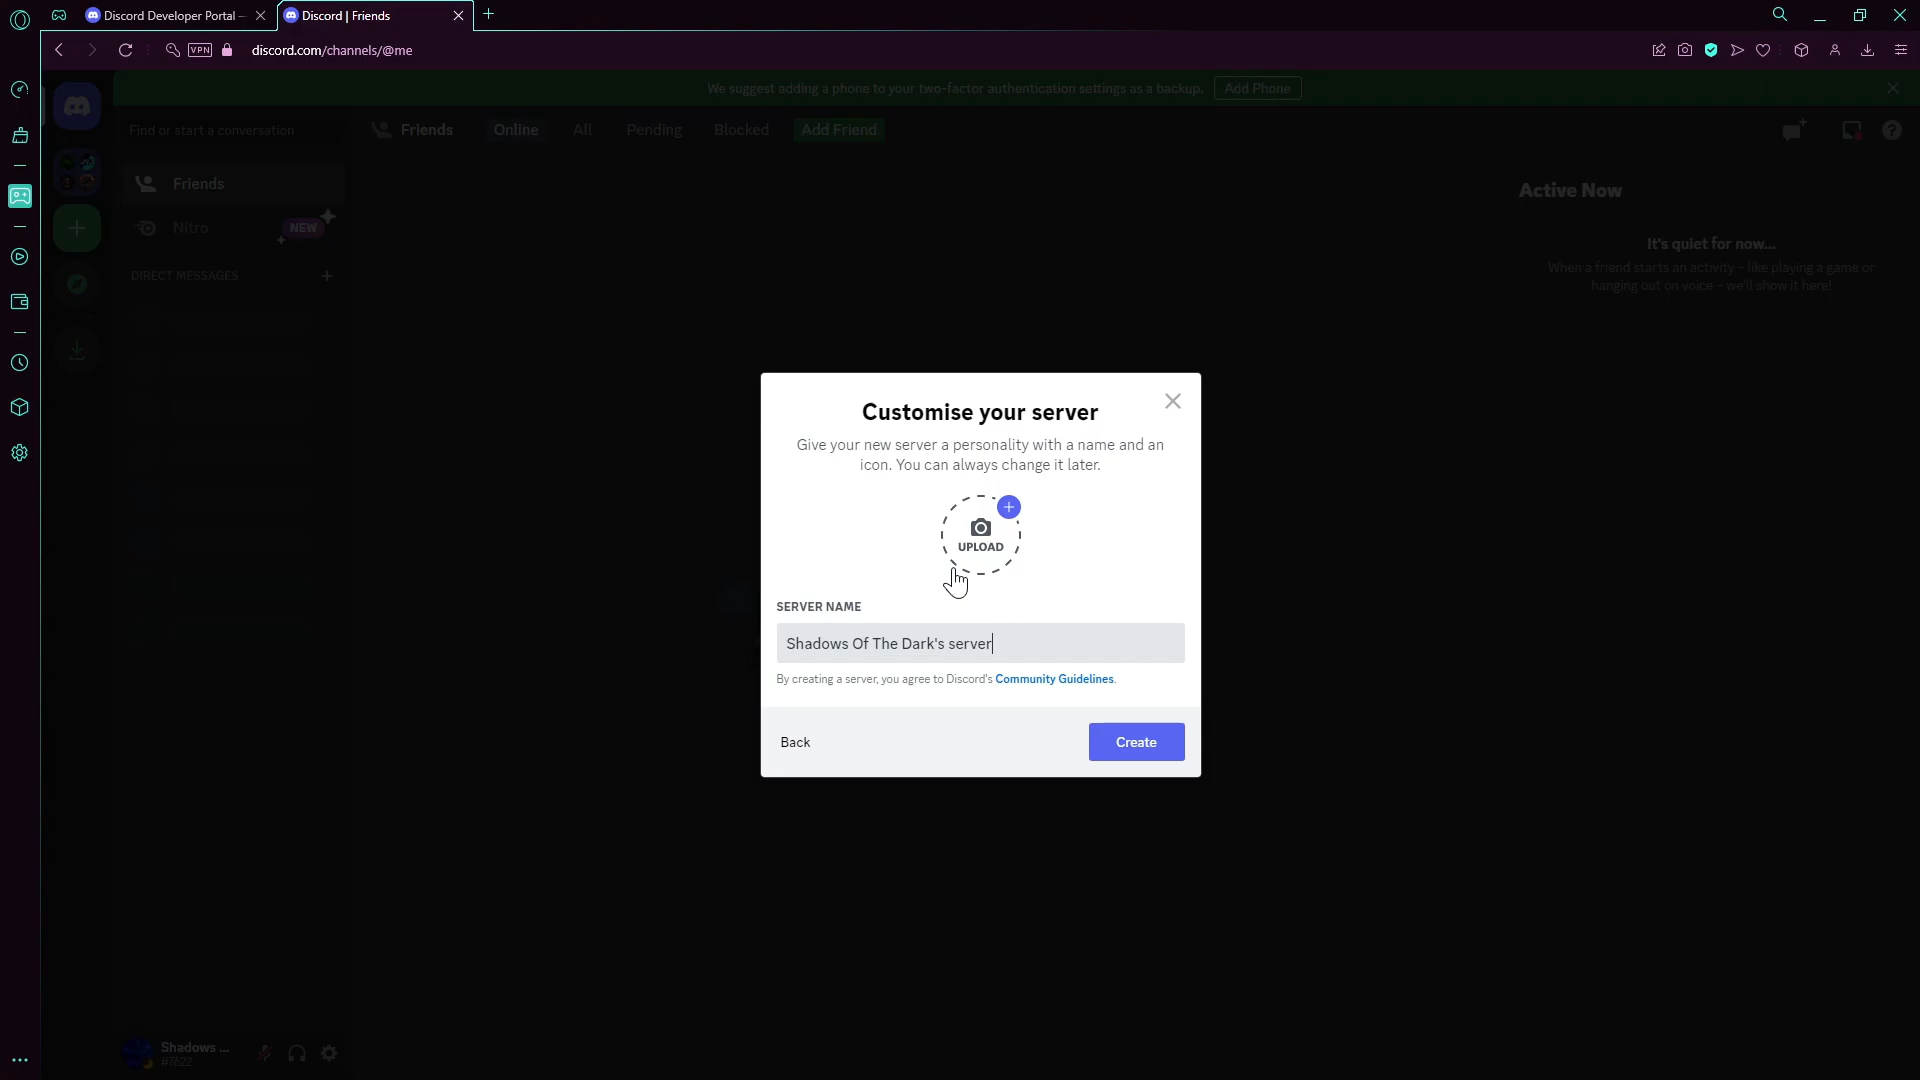 Discord Developer Portal –
Discord | Friends
VPN
discord.com/channels/@me
We suggest adding a phone to your two-factor authentication settings as a backup.
Add Phone
Find or start a conversation
Friends
Online
All
Pending
Blocked
Add Friend
Friends
Nitro
NEW
DIRECT MESSAGES
Active Now
It's quiet for now...
When a friend starts an activity – like playing a game or
hanging out on voice – we'll show it here!
Customise your server
Give your new server a personality with a name and an
icon. You can always change it later.
UPLOAD
SERVER NAME
Shadows Of The Dark's server
By creating a server, you agree to Discord's Community Guidelines.
Back
Create
Shadows ...
#7622